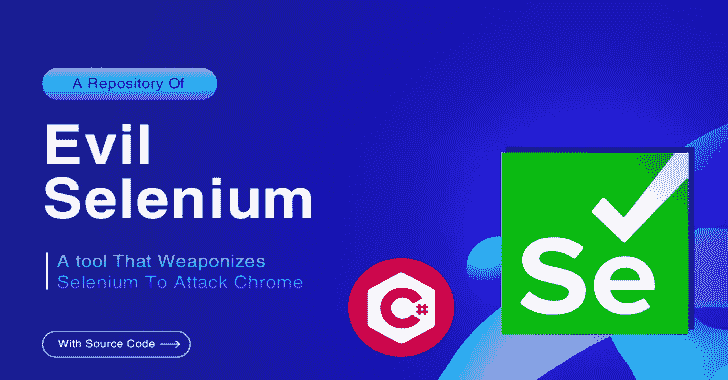 A Repository Of
Evil
Selenium
A tool That Weaponizes
Selenium To Attack Chrome
C#
Se
With Source Code